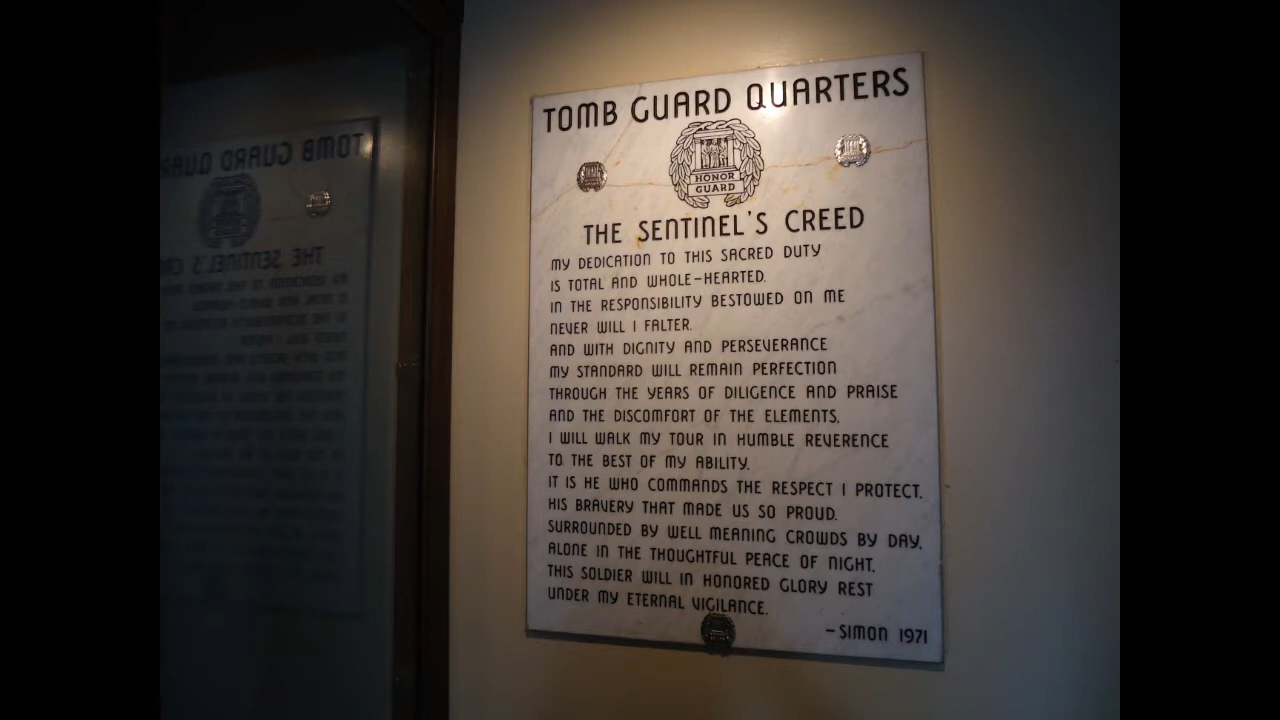 TOMB GUARD QUARTERS
HONOR
GUARD
THE SENTINEL'S CREED
MY DEDICATION TO THIS SACRED DUTY
IS TOTAL AND WHOLE-HEARTED.
IN THE RESPONSIBILITY BESTOWED ON ME
NEVER WILL I FALTER.
AND WITH DIGNITY AND PERSEVERANCE
MY STANDARD WILL REMAIN PERFECTION
THROUGH THE YEARS OF DILIGENCE AND PRAISE
AND THE DISCOMFORT OF THE ELEMENTS,
I WILL WALK MY TOUR IN HUMBLE REVERENCE
TO THE BEST OF MY ABILITY.
IT IS HE WHO COMMANDS THE RESPECT I PROTECT.
HIS BRAVERY THAT MADE US SO PROUD.
SURROUNDED BY WELL MEANING CROWDS BY DAY,
ALONE IN THE THOUGHTFUL PEACE OF NIGHT,
THIS SOLDIER WILL IN HONORED GLORY REST
UNDER MY ETERNAL VIGILANCE.
-SIMON 1971